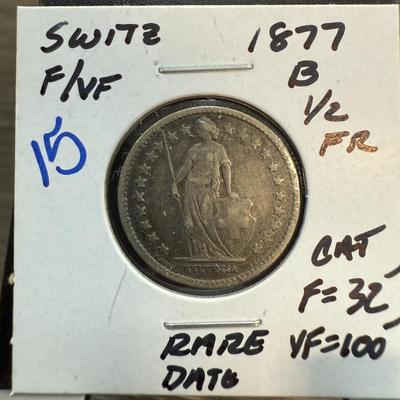 SWITZ
F/VF
15
1877
B
1/2
FR
HELVETIA
CAT
F=32
VF=100
RARE
DATE